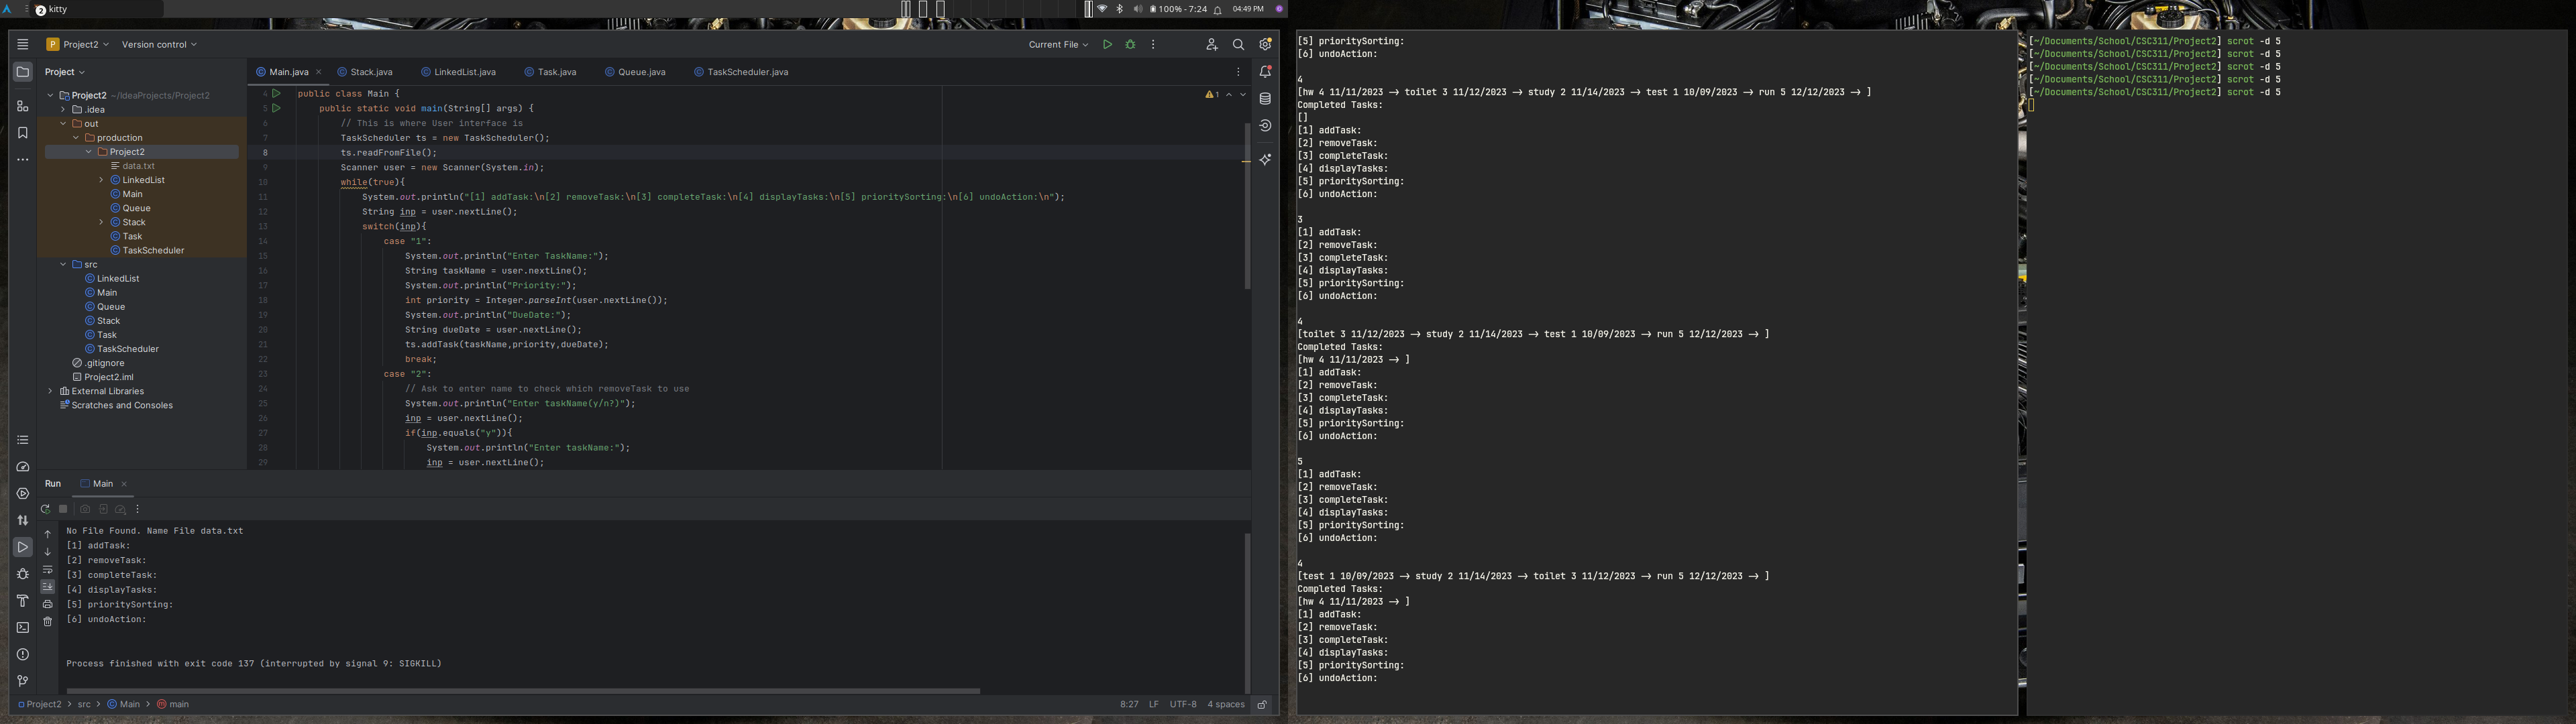 2 kitty
100% - 7:24
04:49 PM
P Project2
Version control
Current File
Project
Main.java
Stack.java
LinkedList.java
Task.java
Queue.java
TaskScheduler.java
Project2 ~/IdeaProjects/Project2
.idea
out
production
Project2
data.txt
LinkedList
Main
Queue
Stack
Task
TaskScheduler
src
LinkedList
Main
Queue
Stack
Task
TaskScheduler
.gitignore
Project2.iml
External Libraries
Scratches and Consoles
1
4 public class Main {
5 public static void main(String[] args) {
6 // This is where User interface is
7 TaskScheduler ts = new TaskScheduler();
8 ts.readFromFile();
9 Scanner user = new Scanner(System.in);
10 while(true){
11 System.out.println("[1] addTask:\n[2] removeTask:\n[3] completeTask:\n[4] displayTasks:\n[5] prioritySorting:\n[6] undoAction:\n");
12 String inp = user.nextLine();
13 switch(inp){
14 case "1":
15 System.out.println("Enter TaskName:");
16 String taskName = user.nextLine();
17 System.out.println("Priority:");
18 int priority = Integer.parseInt(user.nextLine());
19 System.out.println("DueDate:");
20 String dueDate = user.nextLine();
21 ts.addTask(taskName,priority,dueDate);
22 break;
23 case "2":
24 // Ask to enter name to check which removeTask to use
25 System.out.println("Enter taskName(y/n?)");
26 inp = user.nextLine();
27 if(inp.equals("y")){
28 System.out.println("Enter taskName:");
29 inp = user.nextLine();
Run
Main
No File Found. Name File data.txt
[1] addTask:
[2] removeTask:
[3] completeTask:
[4] displayTasks:
[5] prioritySorting:
[6] undoAction:
Process finished with exit code 137 (interrupted by signal 9: SIGKILL)
Project2 > src > Main > main
8:27 LF UTF-8 4 spaces
[5] prioritySorting:
[6] undoAction:
4
[hw 4 11/11/2023 → toilet 3 11/12/2023 → study 2 11/14/2023 → test 1 10/09/2023 → run 5 12/12/2023 → ]
Completed Tasks:
[]
[1] addTask:
[2] removeTask:
[3] completeTask:
[4] displayTasks:
[5] prioritySorting:
[6] undoAction:
3
[1] addTask:
[2] removeTask:
[3] completeTask:
[4] displayTasks:
[5] prioritySorting:
[6] undoAction:
4
[toilet 3 11/12/2023 → study 2 11/14/2023 → test 1 10/09/2023 → run 5 12/12/2023 → ]
Completed Tasks:
[hw 4 11/11/2023 → ]
[1] addTask:
[2] removeTask:
[3] completeTask:
[4] displayTasks:
[5] prioritySorting:
[6] undoAction:
5
[1] addTask:
[2] removeTask:
[3] completeTask:
[4] displayTasks:
[5] prioritySorting:
[6] undoAction:
4
[test 1 10/09/2023 → study 2 11/14/2023 → toilet 3 11/12/2023 → run 5 12/12/2023 → ]
Completed Tasks:
[hw 4 11/11/2023 → ]
[1] addTask:
[2] removeTask:
[3] completeTask:
[4] displayTasks:
[5] prioritySorting:
[6] undoAction:
[~/Documents/School/CSC311/Project2] scrot -d 5
[~/Documents/School/CSC311/Project2] scrot -d 5
[~/Documents/School/CSC311/Project2] scrot -d 5
[~/Documents/School/CSC311/Project2] scrot -d 5
[~/Documents/School/CSC311/Project2] scrot -d 5